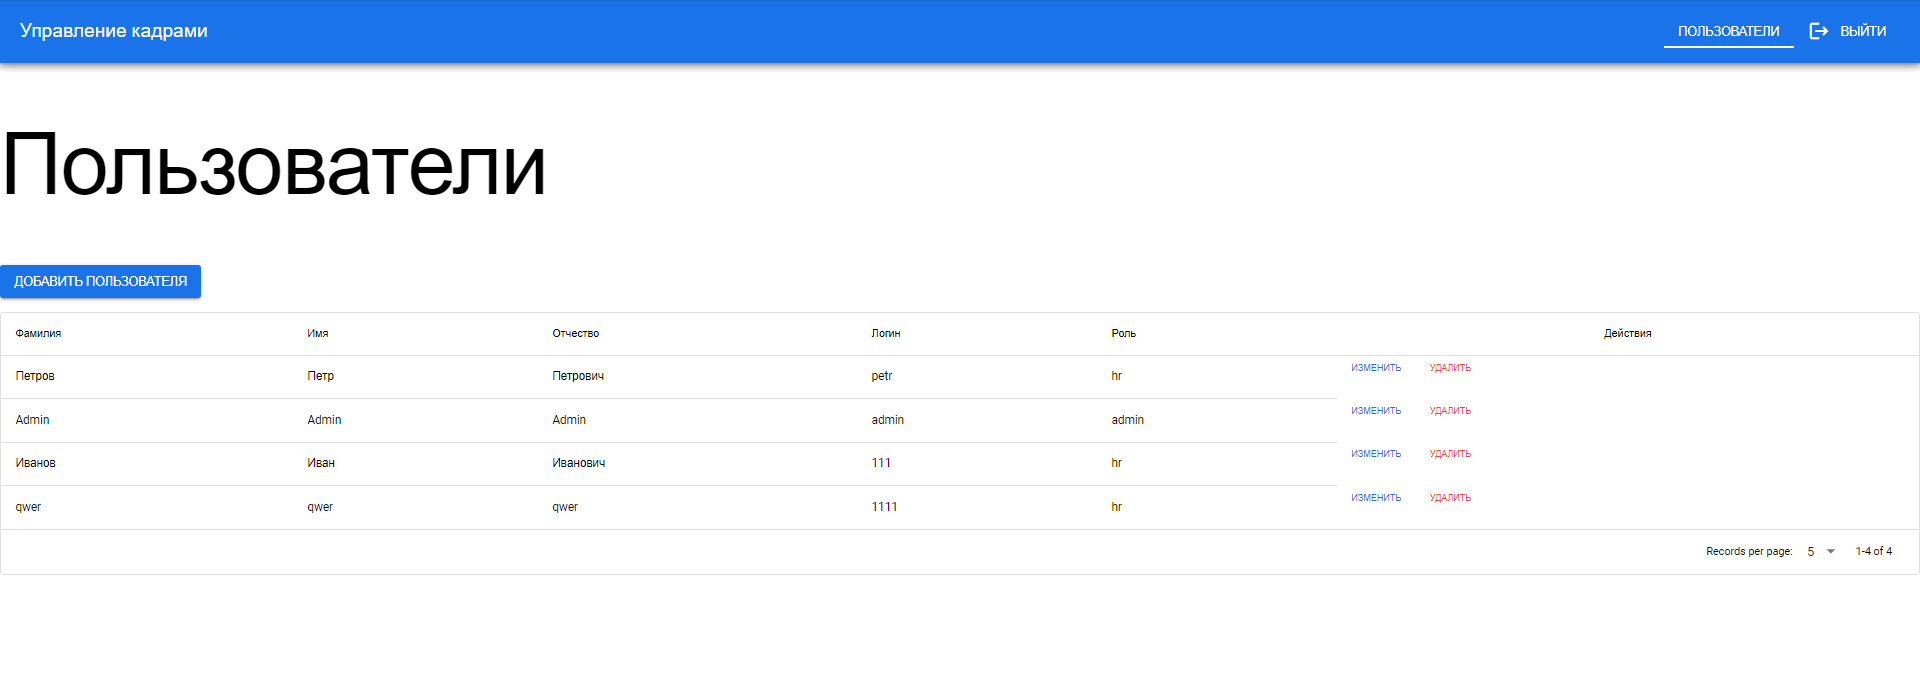 Управление кадрами ПОЛЬЗОВАТЕЛИ ВЫЙТИ
Пользователи
ДОБАВИТЬ ПОЛЬЗОВАТЕЛЯ
Фамилия Имя Отчество Логин Роль Действия
Петров Петр Петрович petr hr ИЗМЕНИТЬ УДАЛИТЬ
Admin Admin Admin admin admin ИЗМЕНИТЬ УДАЛИТЬ
Иванов Иван Иванович 111 hr ИЗМЕНИТЬ УДАЛИТЬ
qwer qwer qwer 1111 hr ИЗМЕНИТЬ УДАЛИТЬ
Records per page: 5 1-4 of 4